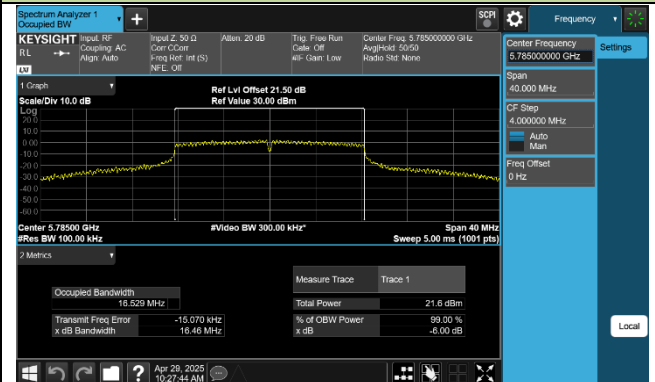 Spectrum Analyzer 1
Occupied BW
SCPI
Frequency
KEYSIGHT
RL
LXI
Input: RF
Coupling: AC
Align: Auto
Input Z: 50 Ω
Corr CCorr
Freq Ref: Int (S)
NFE: Off
Atten: 20 dB
Trig: Free Run
Gate: Off
#IF Gain: Low
Center Freq: 5.785000000 GHz
Avg|Hold: 50/50
Radio Std: None
Center Frequency
5.785000000 GHz
Settings
Span
40.000 MHz
CF Step
4.000000 MHz
Auto
Man
Freq Offset
0 Hz
1 Graph
Scale/Div 10.0 dB
Ref Lvl Offset 21.50 dB
Ref Value 30.00 dBm
Log
20.0
10.0
0.00
-10.0
-20.0
-30.0
-40.0
-50.0
-60.0
Center 5.78500 GHz
#Video BW 300.00 kHz*
Span 40 MHz
#Res BW 100.00 kHz
Sweep 5.00 ms (1001 pts)
2 Metrics
Measure Trace
Trace 1
Occupied Bandwidth
16.529 MHz
Total Power
21.6 dBm
Transmit Freq Error
-15.070 kHz
% of OBW Power
99.00 %
x dB Bandwidth
16.46 MHz
x dB
-6.00 dB
Local
Apr 29, 2025
10:27:44 AM